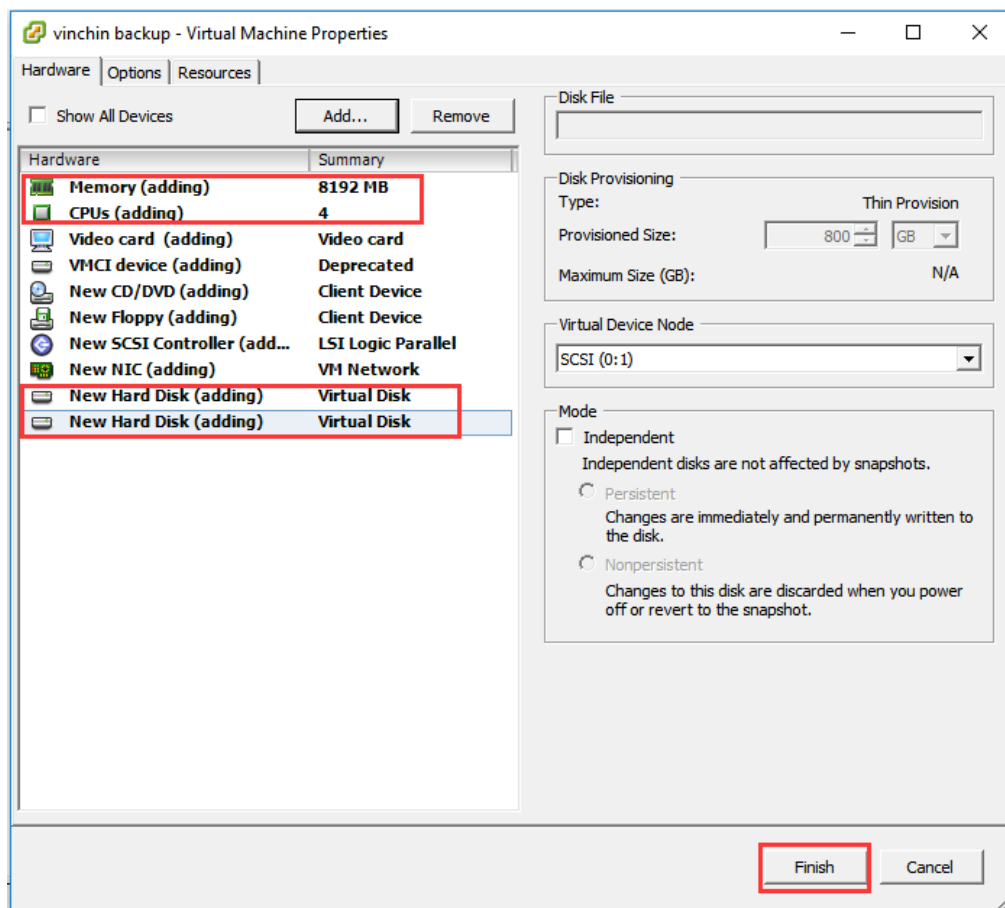 vinchin backup - Virtual Machine Properties
Hardware Options Resources
Show All Devices Add... Remove
Hardware Summary
Memory (adding) 8192 MB
CPUs (adding) 4
Video card (adding) Video card
VMCI device (adding) Deprecated
New CD/DVD (adding) Client Device
New Floppy (adding) Client Device
New SCSI Controller (add... LSI Logic Parallel
New NIC (adding) VM Network
New Hard Disk (adding) Virtual Disk
New Hard Disk (adding) Virtual Disk
Disk File
Disk Provisioning
Type: Thin Provision
Provisioned Size: 800 GB
Maximum Size (GB): N/A
Virtual Device Node
SCSI (0:1)
Mode
Independent
Independent disks are not affected by snapshots.
Persistent
Changes are immediately and permanently written to
the disk.
Nonpersistent
Changes to this disk are discarded when you power
off or revert to the snapshot.
Finish Cancel